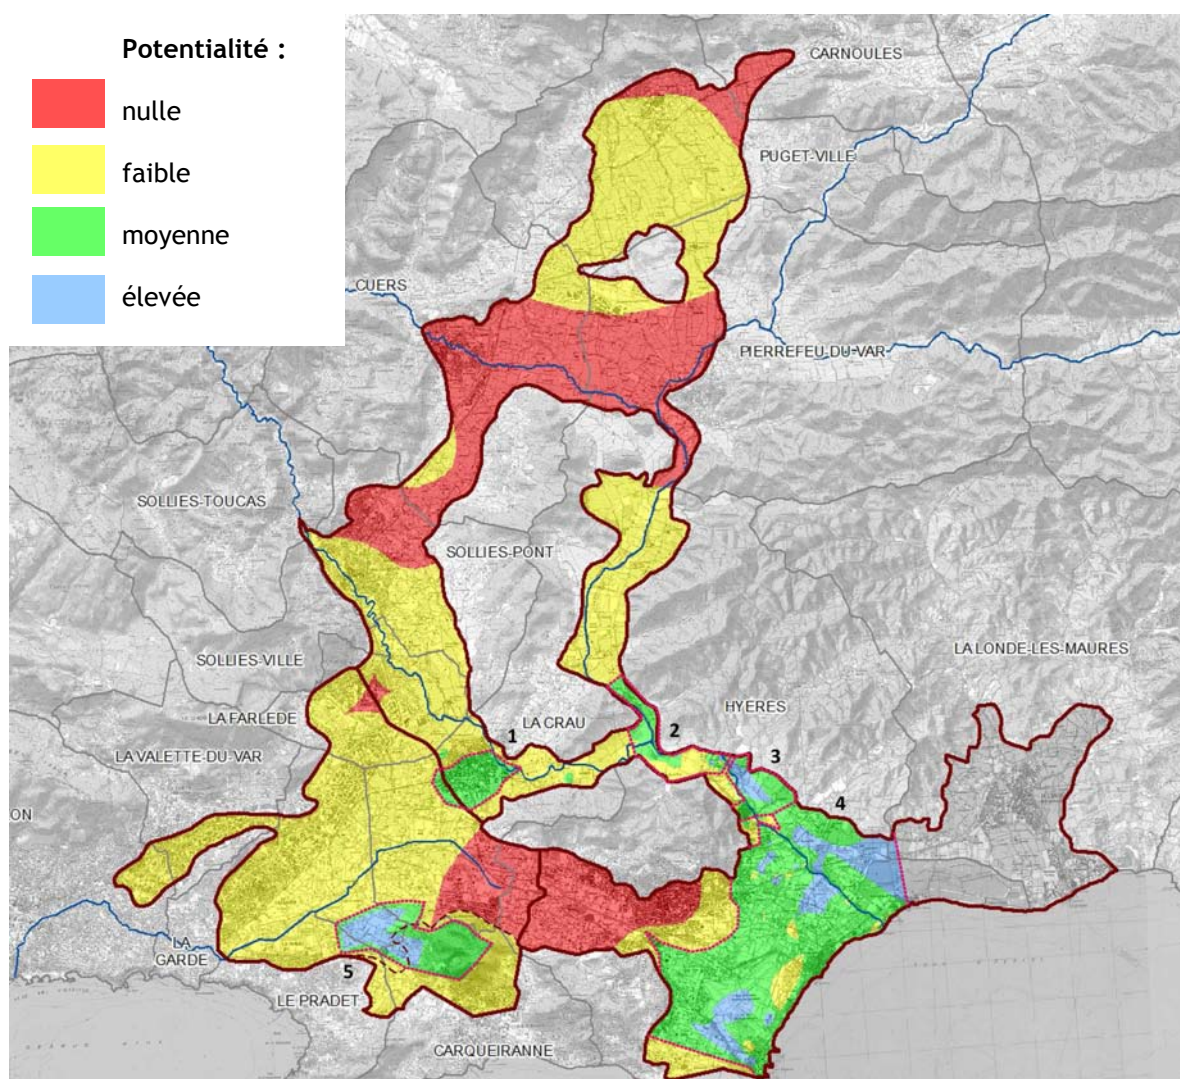 Potentialité :
nulle
faible
moyenne
élevée
CARNOULES
PUGET-VILLE
CUERS
PIERREFEU-DU-VAR
SOLLIES-TOUCAS
SOLLIES-PONT
SOLLIES-VILLE
LA LONDE-LES-MAURES
LA FARLEDE
LA CRAU
HYERES
1
2
LA VALETTE-DU-VAR
3
4
ON
LA
GARDE
5
LE PRADET
CARQUEIRANNE